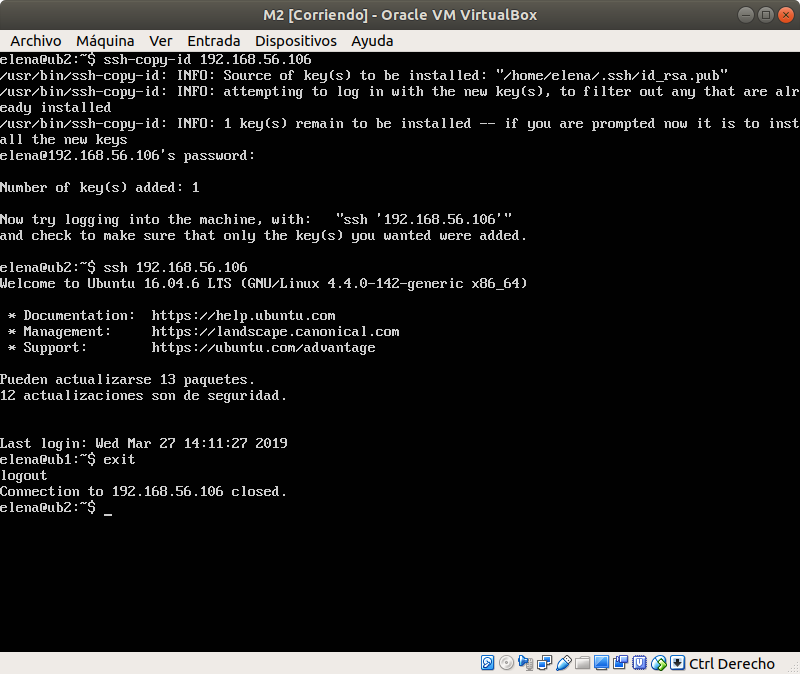 M2 [Corriendo] - Oracle VM VirtualBox
Archivo Máquina Ver Entrada Dispositivos Ayuda
elena@ub2:~$ ssh-copy-id 192.168.56.106
/usr/bin/ssh-copy-id: INFO: Source of key(s) to be installed: "/home/elena/.ssh/id_rsa.pub"
/usr/bin/ssh-copy-id: INFO: attempting to log in with the new key(s), to filter out any that are alr
eady installed
/usr/bin/ssh-copy-id: INFO: 1 key(s) remain to be installed -- if you are prompted now it is to inst
all the new keys
elena@192.168.56.106's password:
Number of key(s) added: 1
Now try logging into the machine, with:   "ssh '192.168.56.106'"
and check to make sure that only the key(s) you wanted were added.
elena@ub2:~$ ssh 192.168.56.106
Welcome to Ubuntu 16.04.6 LTS (GNU/Linux 4.4.0-142-generic x86_64)
* Documentation:  https://help.ubuntu.com
* Management:     https://landscape.canonical.com
* Support:        https://ubuntu.com/advantage
Pueden actualizarse 13 paquetes.
12 actualizaciones son de seguridad.
Last login: Wed Mar 27 14:11:27 2019
elena@ub1:~$ exit
logout
Connection to 192.168.56.106 closed.
elena@ub2:~$ _
Ctrl Derecho